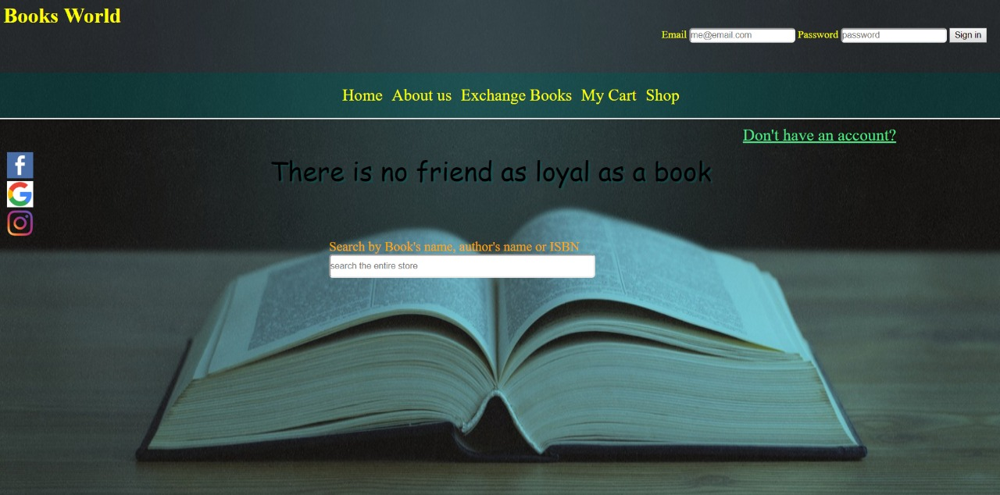 Books World
Email me@email.com Password password Sign in
Home About us Exchange Books My Cart Shop
Don't have an account?
There is no friend as loyal as a book
Search by Book's name, author's name or ISBN
search the entire store